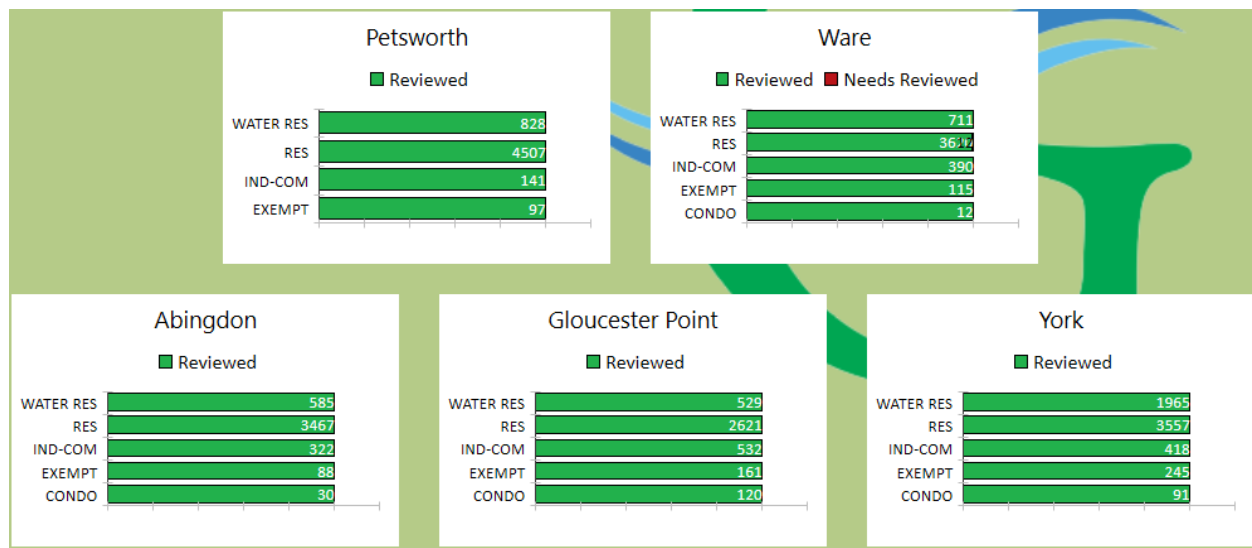 Petsworth
Reviewed
WATER RES 828
RES 4507
IND-COM 141
EXEMPT 97
Ware
Reviewed Needs Reviewed
WATER RES 711
RES
IND-COM 390
EXEMPT 115
CONDO 12
Abingdon
Reviewed
WATER RES 585
RES 3467
IND-COM 322
EXEMPT 88
CONDO 30
Gloucester Point
Reviewed
WATER RES 529
RES 2621
IND-COM 532
EXEMPT 161
CONDO 120
York
Reviewed
WATER RES 1965
RES 3557
IND-COM 418
EXEMPT 245
CONDO 91